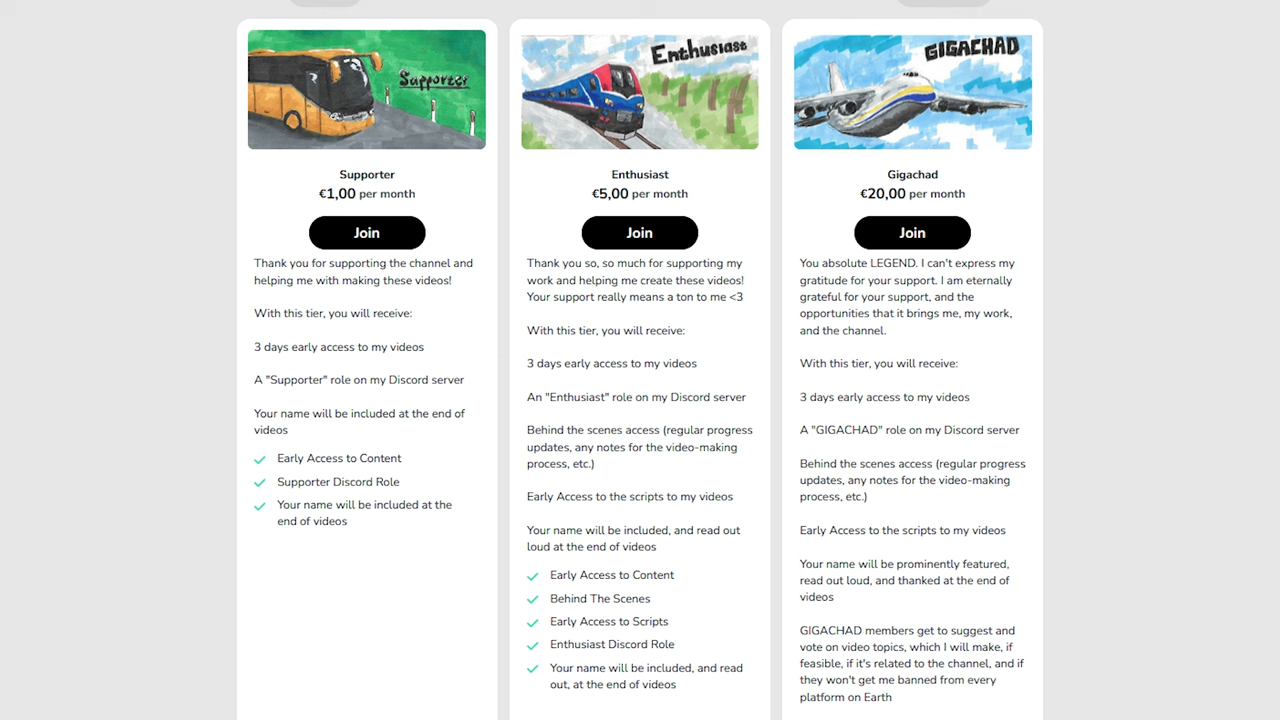 Supporter
Supporter
€1,00 per month
Join
Thank you for supporting the channel and
helping me with making these videos!
With this tier, you will receive:
3 days early access to my videos
A "Supporter" role on my Discord server
Your name will be included at the end of
videos
Early Access to Content
Supporter Discord Role
Your name will be included at the
end of videos
Enthusiast
Enthusiast
€5,00 per month
Join
Thank you so, so much for supporting my
work and helping me create these videos!
Your support really means a ton to me <3
With this tier, you will receive:
3 days early access to my videos
An "Enthusiast" role on my Discord server
Behind the scenes access (regular progress
updates, any notes for the video-making
process, etc.)
Early Access to the scripts to my videos
Your name will be included, and read out
loud at the end of videos
Early Access to Content
Behind The Scenes
Early Access to Scripts
Enthusiast Discord Role
Your name will be included, and read
out, at the end of videos
GIGACHAD
Gigachad
€20,00 per month
Join
You absolute LEGEND. I can't express my
gratitude for your support. I am eternally
grateful for your support, and the
opportunities that it brings me, my work,
and the channel.
With this tier, you will receive:
3 days early access to my videos
A "GIGACHAD" role on my Discord server
Behind the scenes access (regular progress
updates, any notes for the video-making
process, etc.)
Early Access to the scripts to my videos
Your name will be prominently featured,
read out loud, and thanked at the end of
videos
GIGACHAD members get to suggest and
vote on video topics, which I will make, if
feasible, if it's related to the channel, and if
they won't get me banned from every
platform on Earth